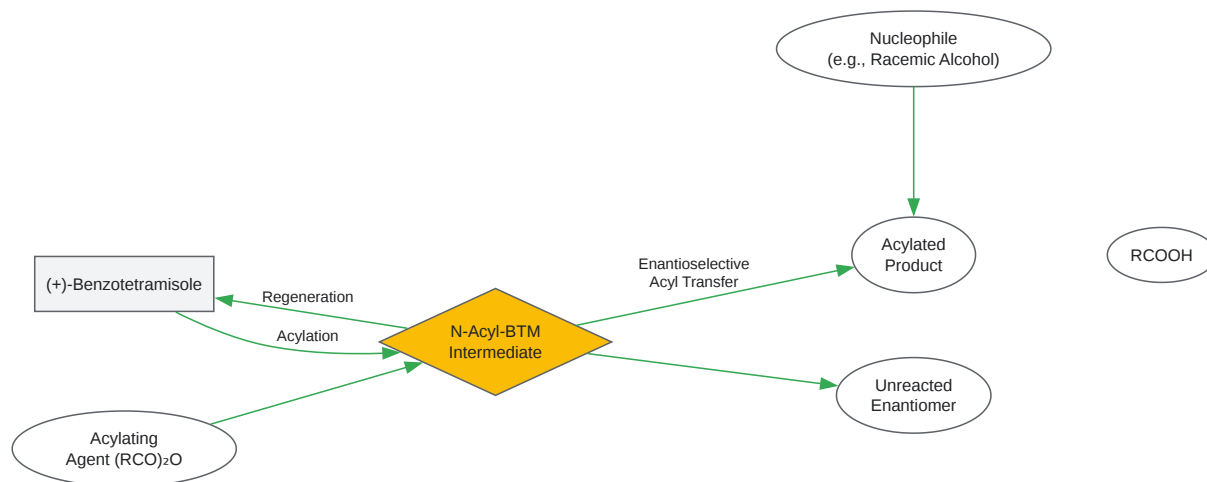 Nucleophile
(e.g., Racemic Alcohol)
Acylated
Product
RCOOH
Enantioselective
Acyl Transfer
(+)-Benzotetramisole
Regeneration
Acylation
N-Acyl-BTM
Intermediate
Unreacted
Enantiomer
Acylating
Agent (RCO)₂O